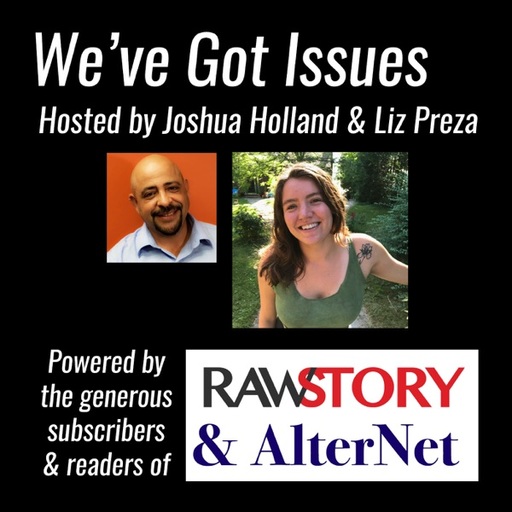 We've Got Issues
Hosted by Joshua Holland & Liz Preza
Powered by
the generous
subscribers
& readers of
RAWSTORY
& AlterNet